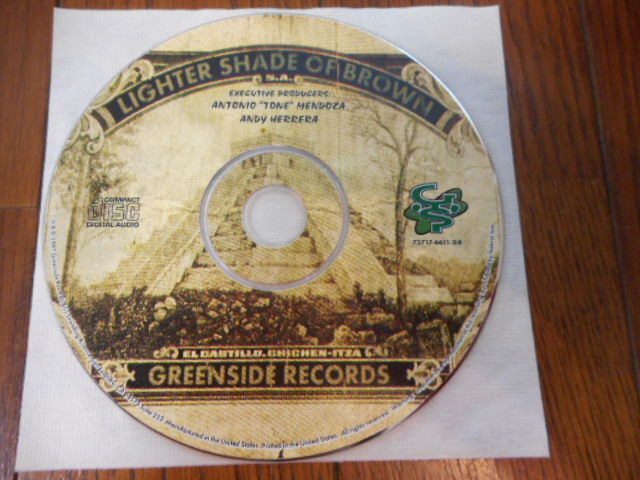 LIGHTER SHADE OF BROWN
S.A.
EXECUTIVE PRODUCERS:
ANTONIO "TONE" MENDOZA
ANDY HERRERA
COMPACT
DISC
DIGITAL AUDIO
73717-6611-2-8
EL CASTILLO, CHICHEN-ITZA
GREENSIDE RECORDS
Manufactured in the United States. Printed in the United States. All rights reserved.